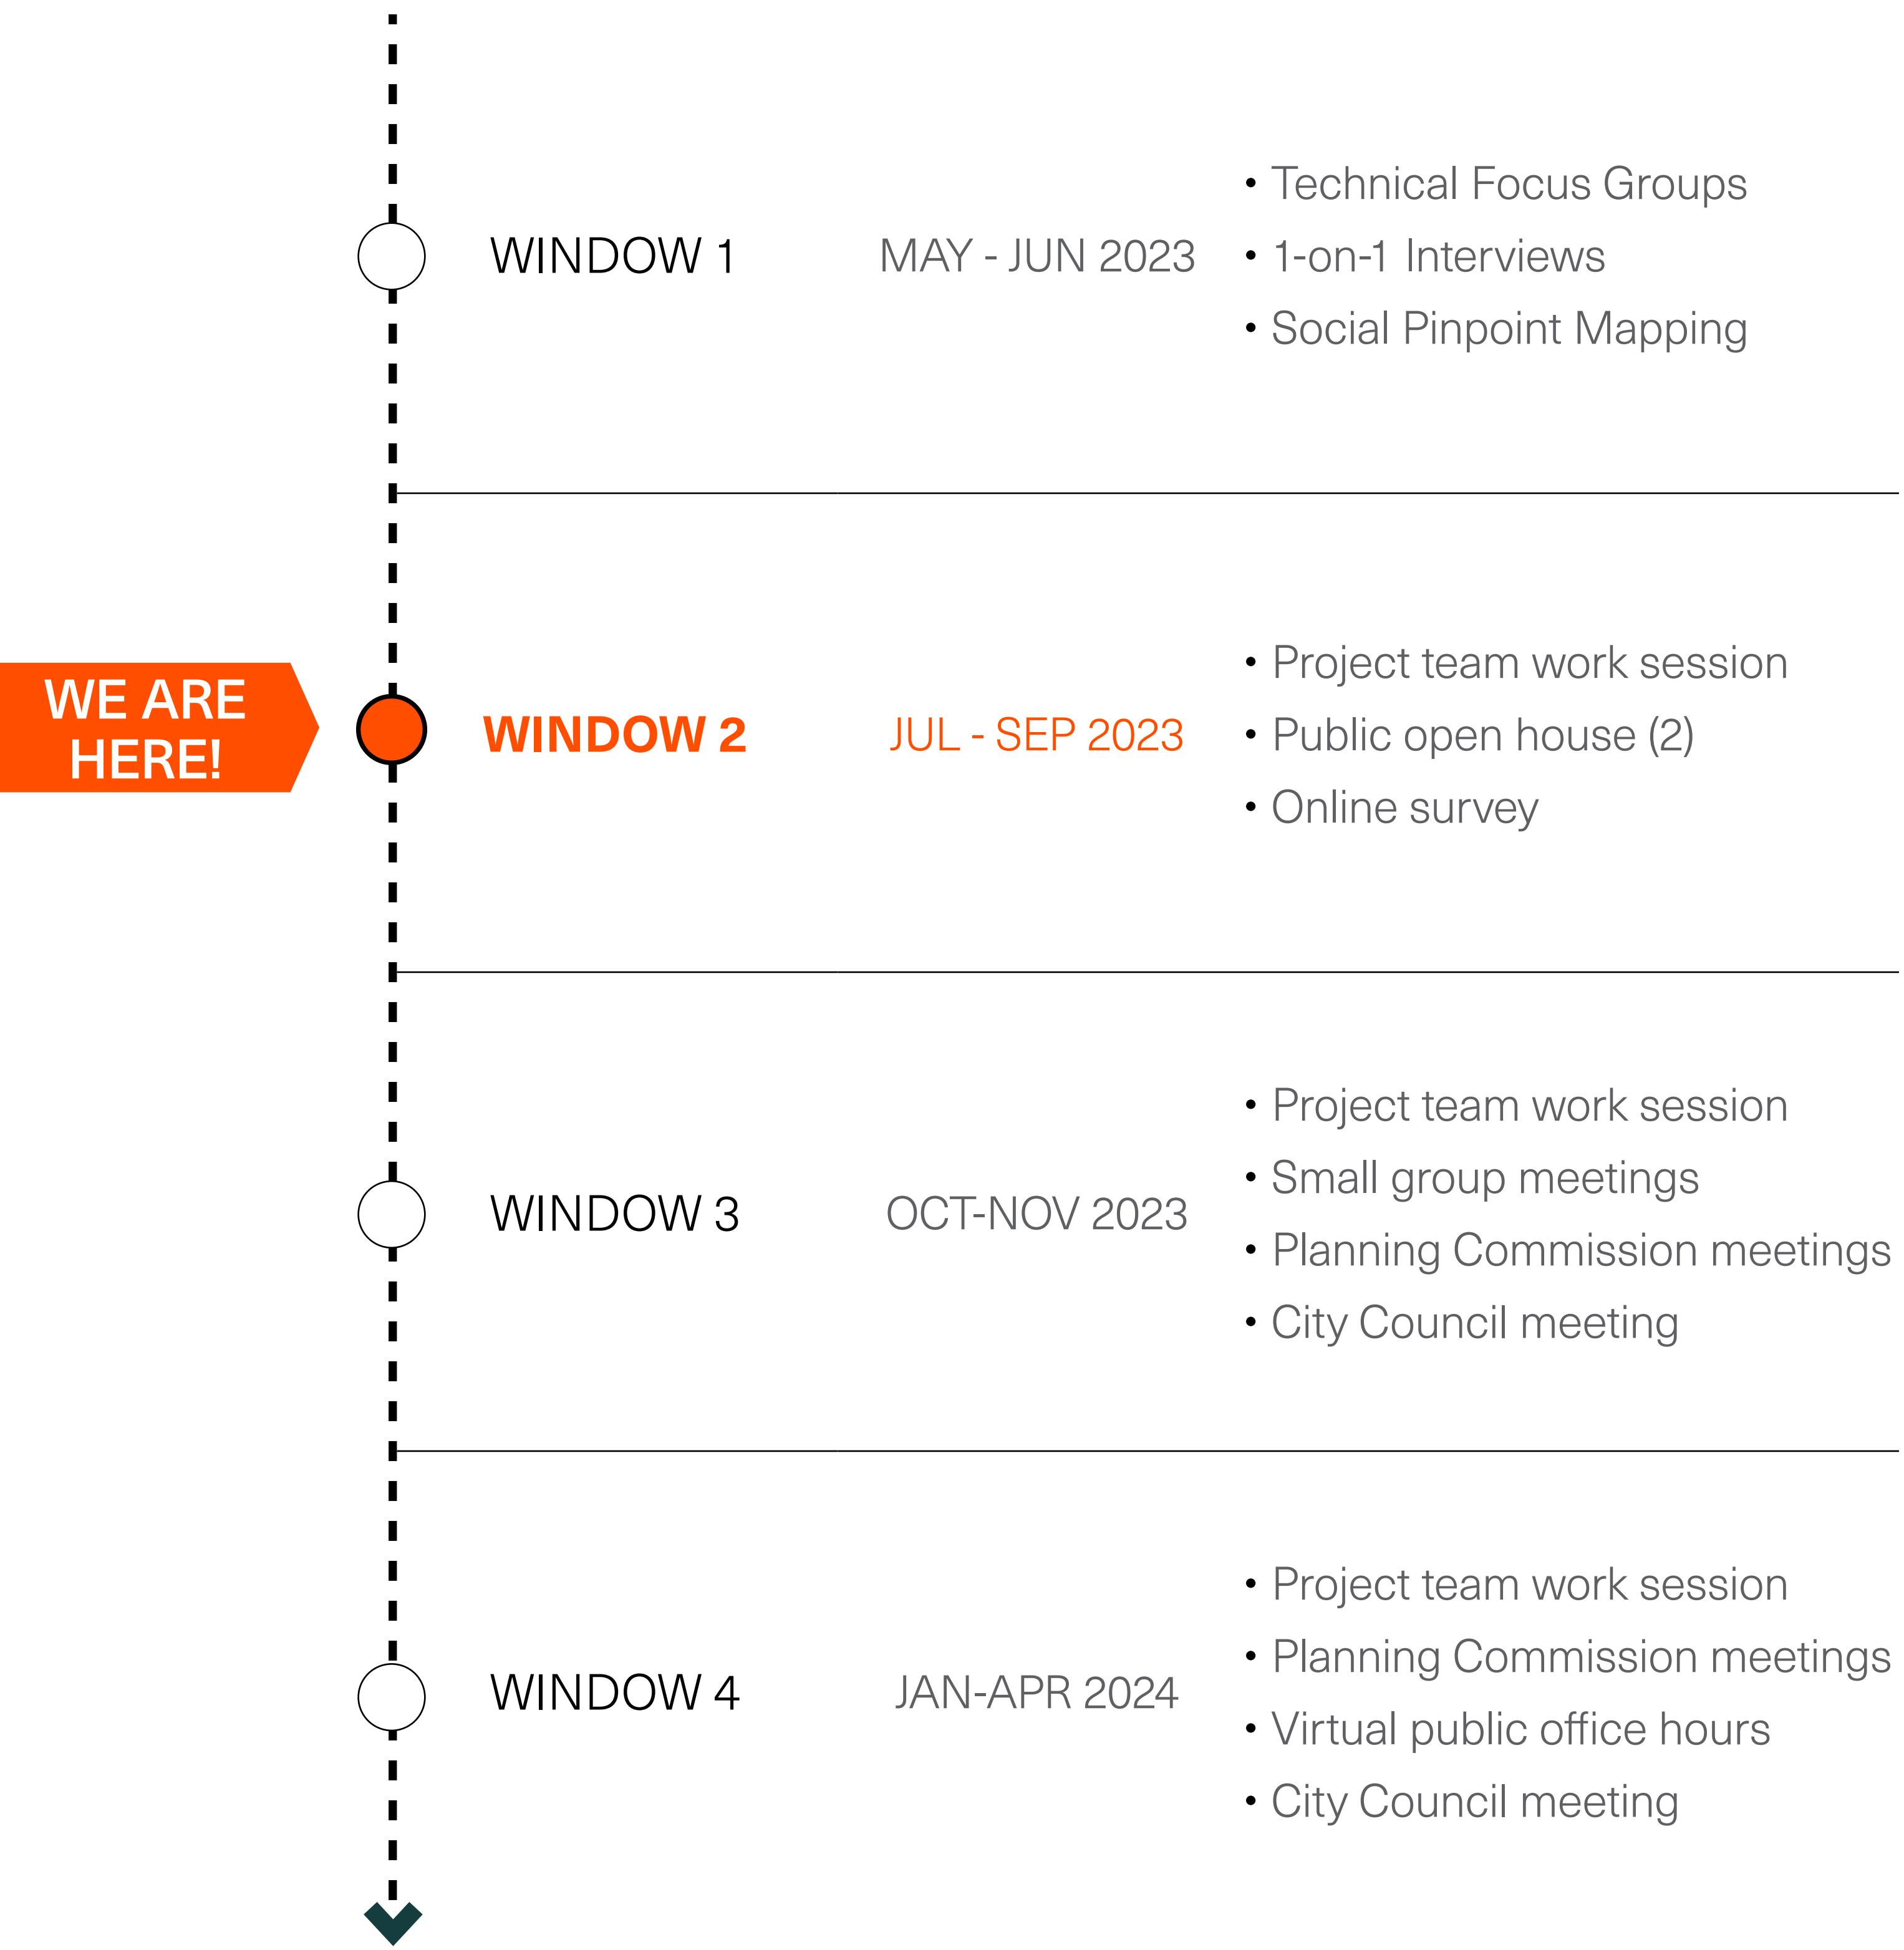 WINDOW 1
MAY - JUN 2023
• Technical Focus Groups
• 1-on-1 Interviews
• Social Pinpoint Mapping
WE ARE
HERE!
WINDOW 2
JUL - SEP 2023
• Project team work session
• Public open house (2)
• Online survey
WINDOW 3
OCT-NOV 2023
• Project team work session
• Small group meetings
• Planning Commission meetings
• City Council meeting
WINDOW 4
JAN-APR 2024
• Project team work session
• Planning Commission meetings
• Virtual public office hours
• City Council meeting